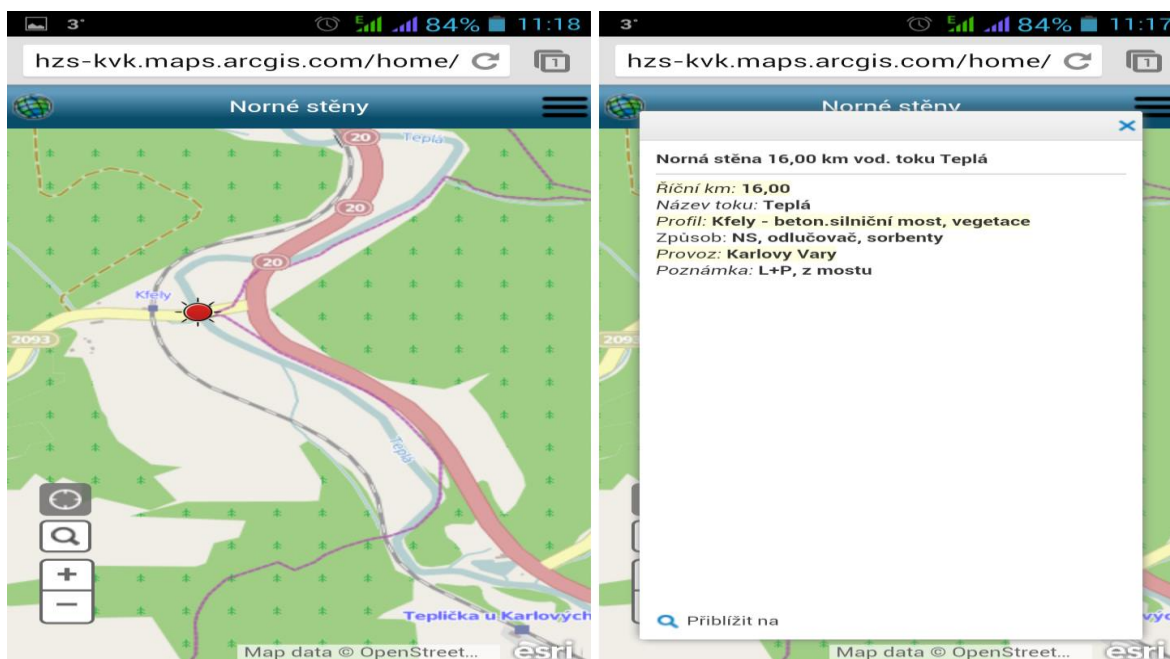 3°
84% 11:18
hzs-kvk.maps.arcgis.com/home/
1
Norné stěny
20
Teplá
20
20
Kfely
2093
Teplá
+
−
Teplička u Karlových
Map data © OpenStreet...
esri
3°
84% 11:17
hzs-kvk.maps.arcgis.com/home/
1
Norné stěny
Norná stěna 16,00 km vod. toku Teplá
Říční km: 16,00
Název toku: Teplá
Profil: Kfely - beton.silniční most, vegetace
Způsob: NS, odlučovač, sorbenty
Provoz: Karlovy Vary
Poznámka: L+P, z mostu
Přiblížit na
Map data © OpenStreet...
esri